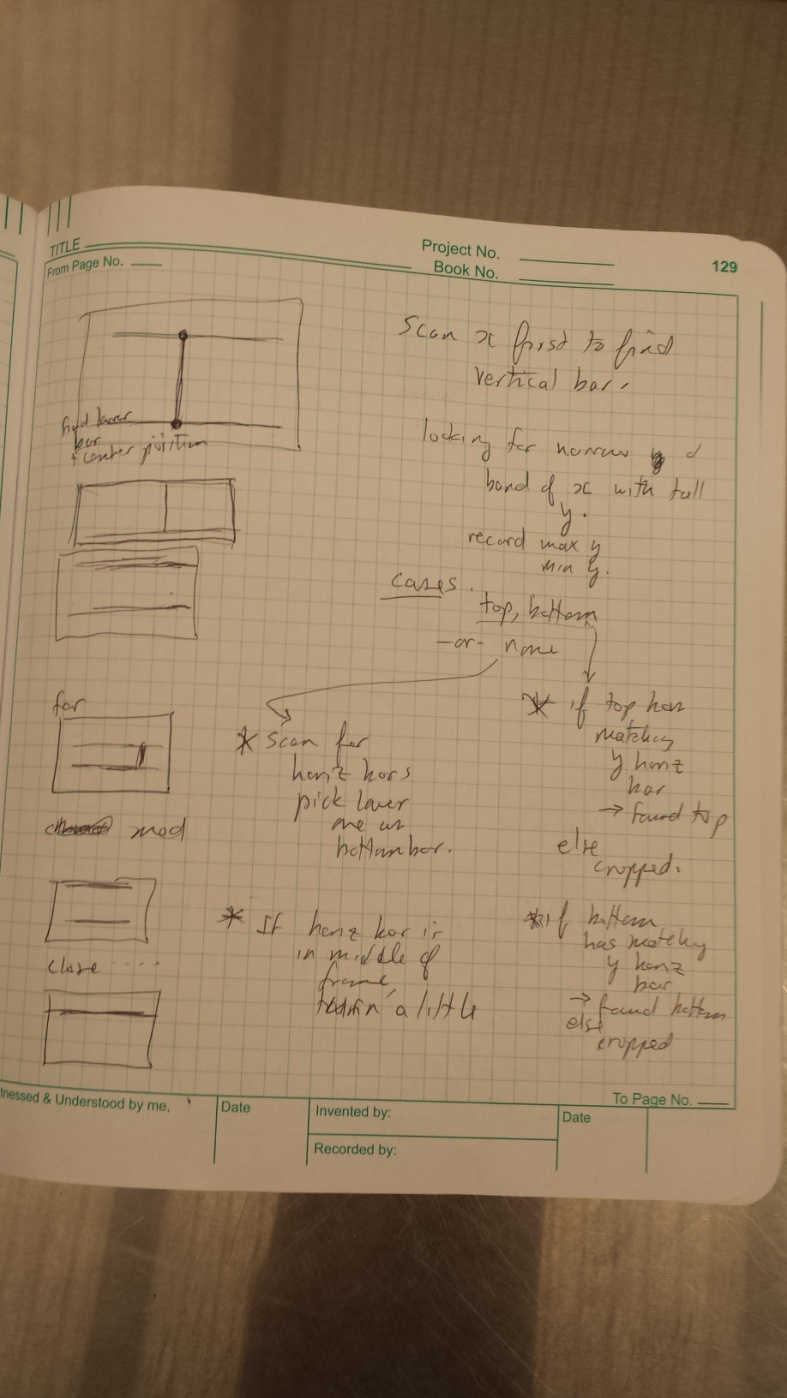 TITLE
From Page No.
Project No.
Book No.
129
Scan x first to find
vertical bar.
find lower
bar
+ center position
looking for narrow
band of x with tall
y.
record max y
min y.
cases.
top, bottom
-or- none
far
* scan for
horiz bars
pick lower
one as
bottom bar.
* if top has
matching
y horiz
bar
→ found top
else
cropped.
med
close ....
* If horiz bar is
in middle of
frame,
a little
* if bottom
has matching
y horiz
bar
→ found bottom
else
cropped
To Page No.
tnessed & Understood by me,
Date
Invented by:
Date
Recorded by: